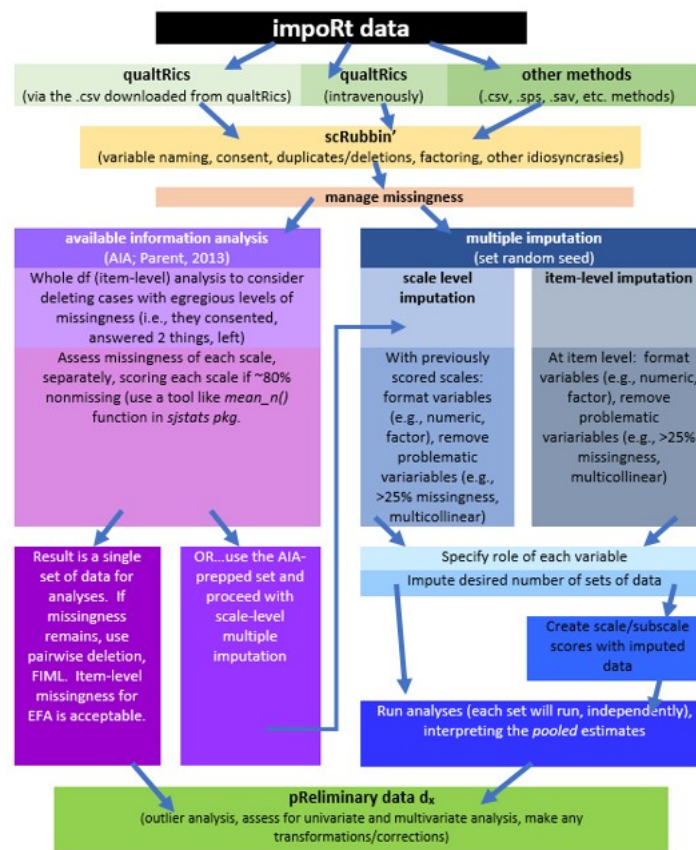 impoRt data
qualtRics
(via the .csv downloaded from qualtRics)
qualtRics
(intravenously)
other methods
(.csv, .sps, .sav, etc. methods)
scRubbin'
(variable naming, consent, duplicates/deletions, factoring, other idiosyncrasies)
manage missingness
available information analysis
(AIA; Parent, 2013)
Whole df (item-level) analysis to consider
deleting cases with egregious levels of
missingness (i.e., they consented,
answered 2 things, left)
Assess missingness of each scale,
separately, scoring each scale if ~80%
nonmissing (use a tool like mean_n()
function in sjstats pkg.
Result is a single
set of data for
analyses. If
missingness
remains, use
pairwise deletion,
FIML. Item-level
missingness for
EFA is acceptable.
OR...use the AIA-
prepped set and
proceed with
scale-level
multiple
imputation
multiple imputation
(set random seed)
scale level
imputation
With previously
scored scales:
format variables
(e.g., numeric,
factor), remove
problematic
varariables (e.g.,
>25% missingness,
multicollinear)
item-level imputation
At item level: format
variables (e.g., numeric,
factor), remove
problematic
varariables (e.g., >25%
missingness,
multicollinear)
Specify role of each variable
Impute desired number of sets of data
Create scale/subscale
scores with imputed
data
Run analyses (each set will run, independently),
interpreting the pooled estimates
pReliminary data dx
(outlier analysis, assess for univariate and multivariate analysis, make any
transformations/corrections)